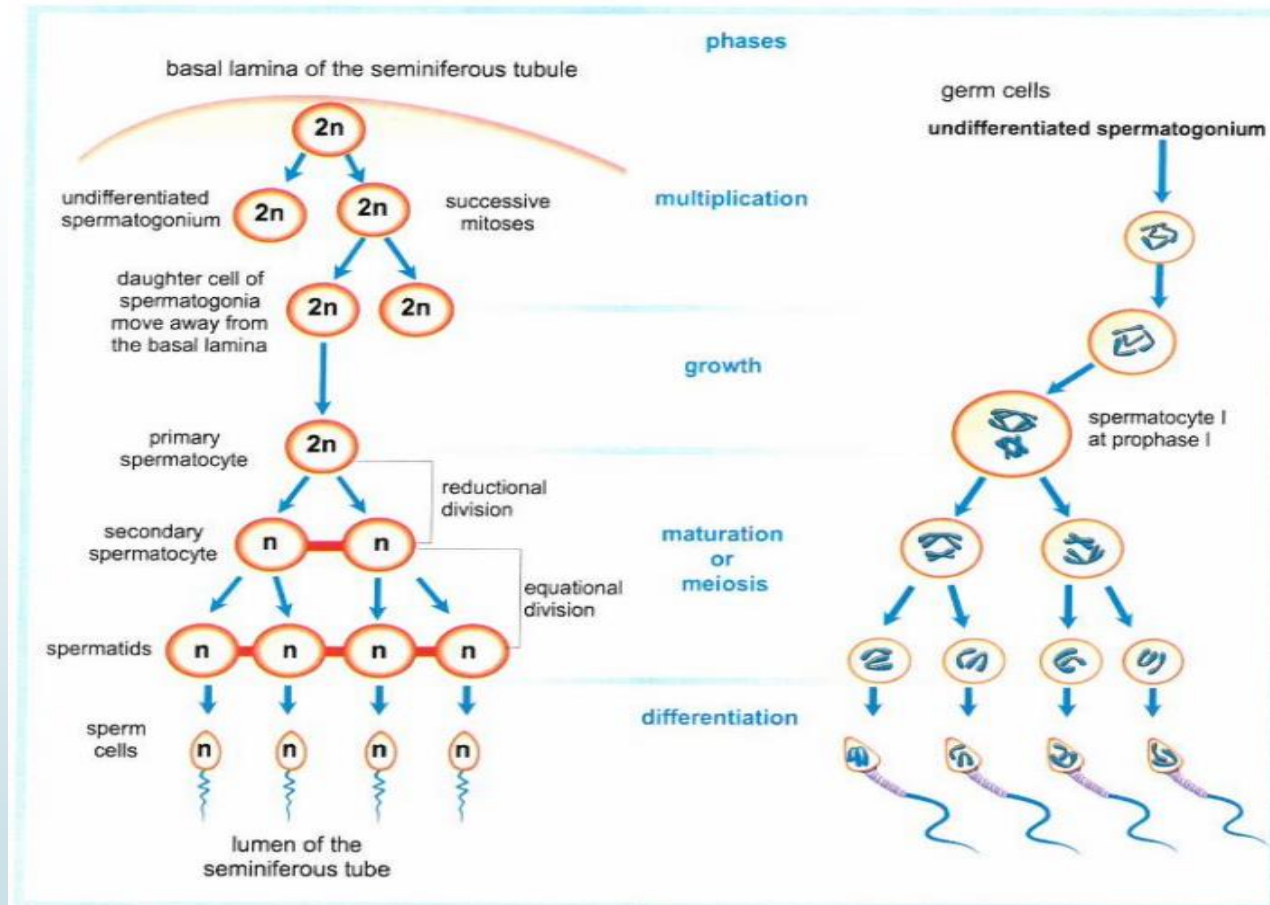 phases
basal lamina of the seminiferous tubule
2n
undifferentiated
spermatogonium
2n
2n
successive
mitoses
multiplication
daughter cell of
spermatogonia
move away from
the basal lamina
2n
2n
growth
primary
spermatocyte
2n
reductional
division
secondary
spermatocyte
n
n
maturation
or
meiosis
equational
division
spermatids
n
n
n
n
differentiation
sperm
cells
n
n
n
n
lumen of the
seminiferous tube
germ cells
undifferentiated spermatogonium
spermatocyte I
at prophase I